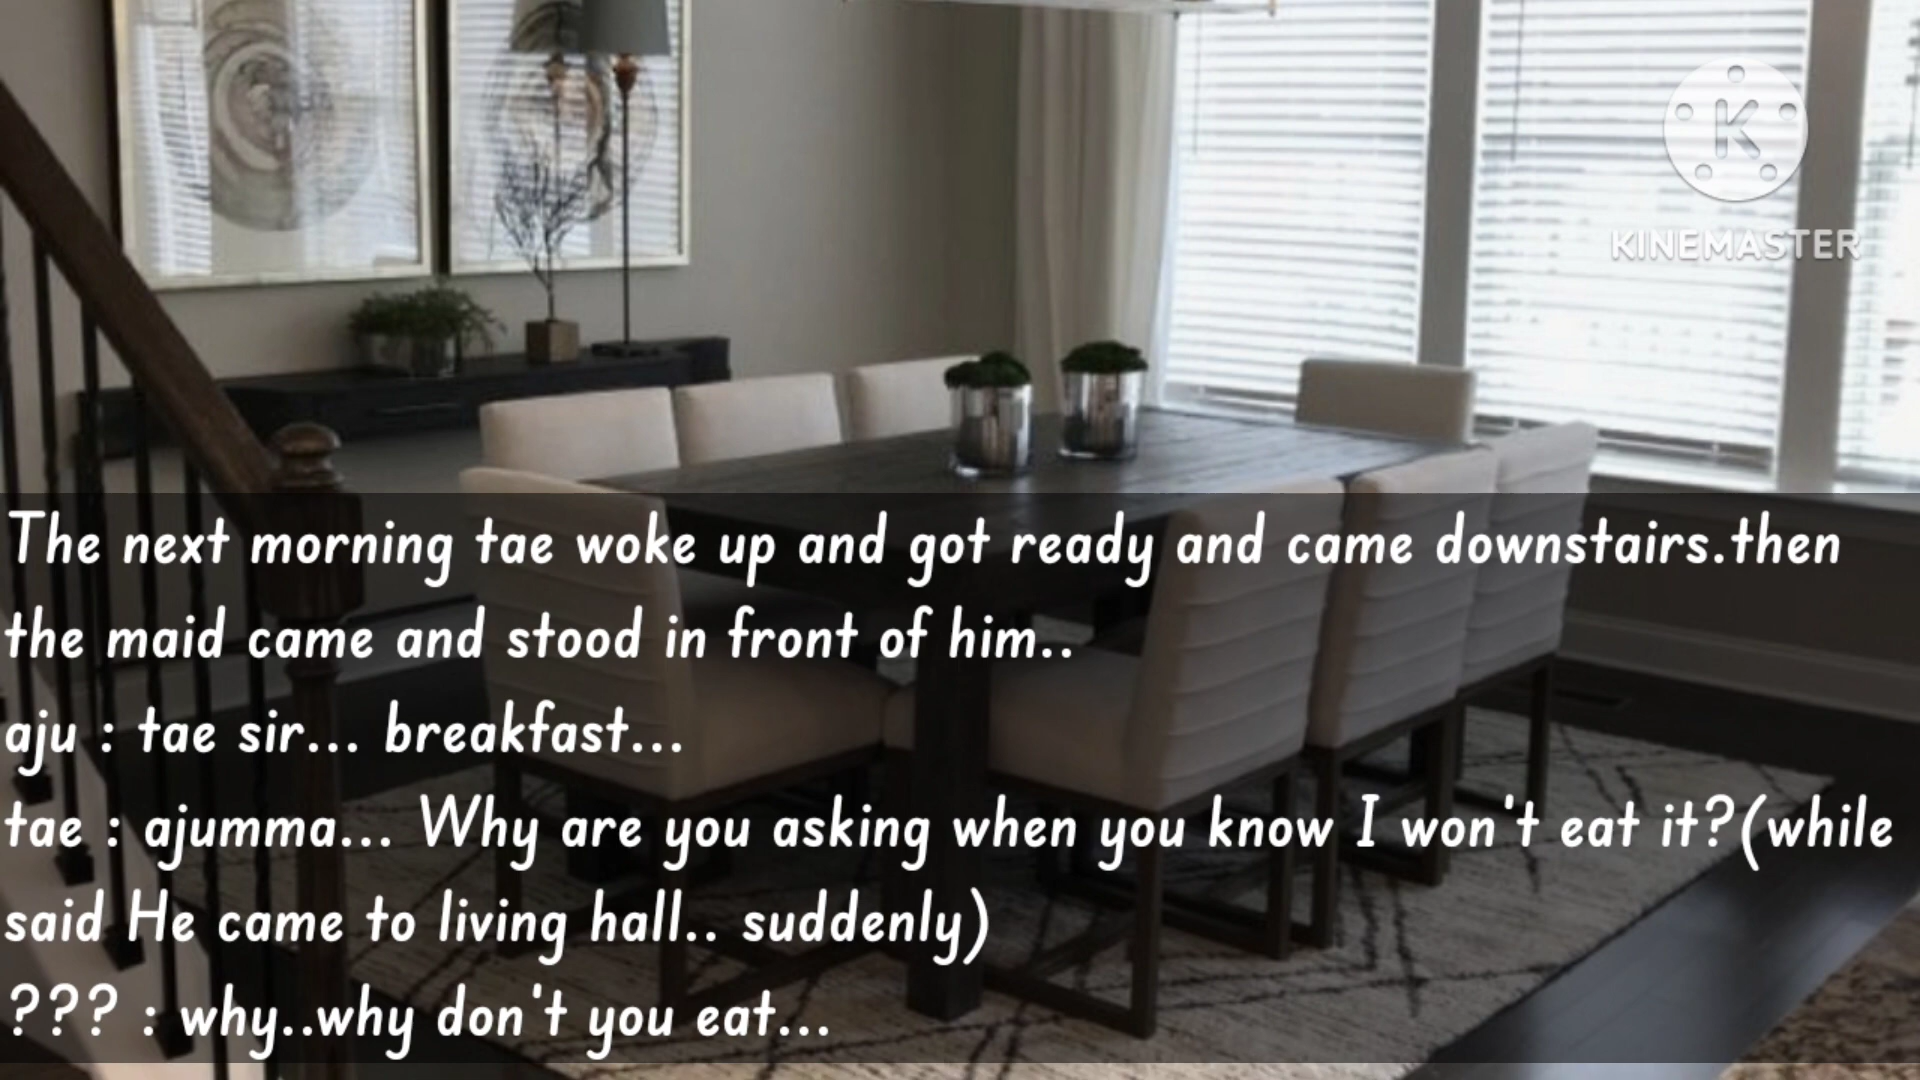 KINEMASTER
The next morning tae woke up and got ready and came downstairs.then
the maid came and stood in front of him..
aju : tae sir... breakfast...
tae : ajumma... Why are you asking when you know I won't eat it?(while
said He came to living hall.. suddenly)
??? : why..why don't you eat...